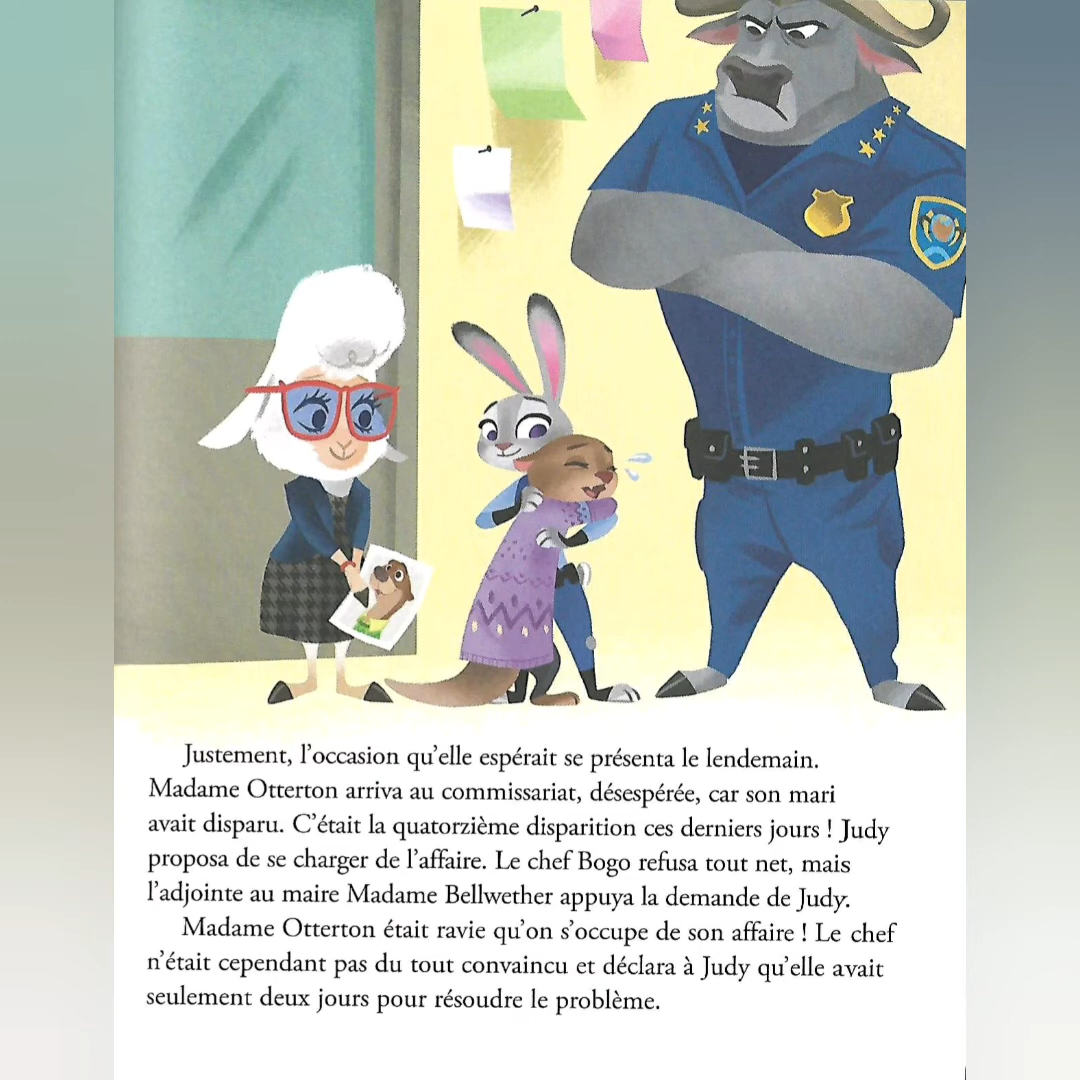 Justement, l'occasion qu'elle espérait se présenta le lendemain.
Madame Otterton arriva au commissariat, désespérée, car son mari
avait disparu. C'était la quatorzième disparition ces derniers jours ! Judy
proposa de se charger de l'affaire. Le chef Bogo refusa tout net, mais
l'adjointe au maire Madame Bellwether appuya la demande de Judy.
Madame Otterton était ravie qu'on s'occupe de son affaire ! Le chef
n'était cependant pas du tout convaincu et déclara à Judy qu'elle avait
seulement deux jours pour résoudre le problème.